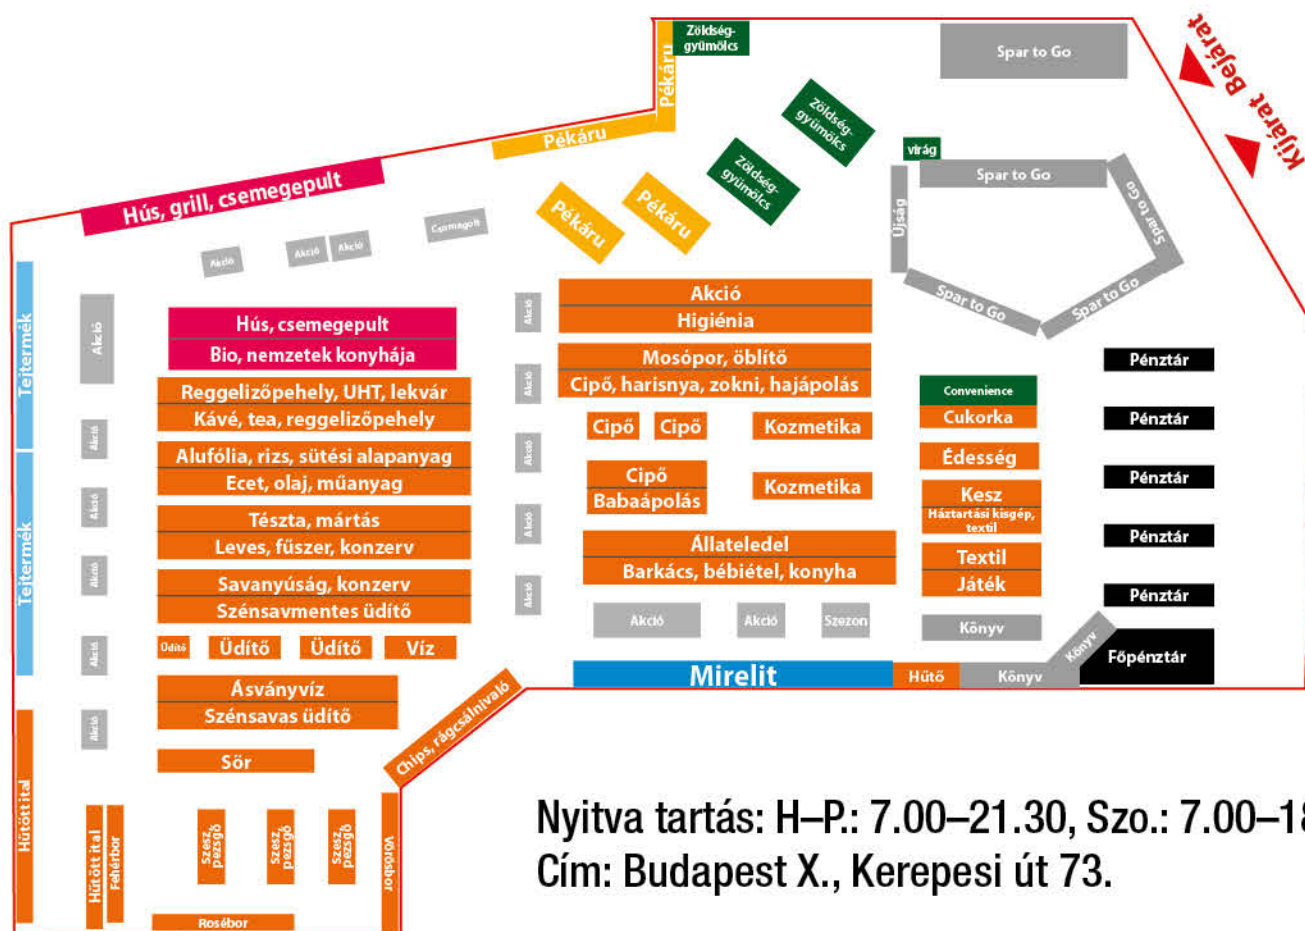 Zöldség-
gyümölcs
Spar to Go
Bejárat
Kijárat
Pékáru
Pékáru
Zöldség-
gyümölcs
Zöldség-
gyümölcs
virág
Spar to Go
Spar to Go
Újság
Spar to Go
Spar to Go
Hús, grill, csemegepult
Csomagolt
Pékáru
Pékáru
Akció
Akció
Akció
Tejtermék
Akció
Hús, csemegepult
Bio, nemzetek konyhája
Akció
Akció
Higiénia
Mosópor, öblítő
Cipő, harisnya, zokni, hajápolás
Pénztár
Reggelizőpehely, UHT, lekvár
Kávé, tea, reggelizőpehely
Akció
Convenience
Cukorka
Pénztár
Akció
Cipő
Cipő
Kozmetika
Alufólia, rizs, sütési alapanyag
Ecet, olaj, műanyag
Akció
Édesség
Pénztár
Tejtermék
Akció
Cipő
Babaápolás
Kozmetika
Kesz
Háztartási kisgép,
textil
Tészta, mártás
Leves, fűszer, konzerv
Akció
Állateledel
Barkács, bébiétel, konyha
Pénztár
Textil
Játék
Akció
Savanyúság, konzerv
Szénsavmentes üdítő
Akció
Pénztár
Akció
Akció
Szezon
Könyv
Könyv
Főpénztár
Akció
Üdítő
Üdítő
Üdítő
Víz
Mirelit
Hűtő
Könyv
Ásványvíz
Szénsavas üdítő
Akció
Chips, rágcsálnivaló
Sör
Hűtött ital
Hűtött ital
Fehérbor
Szesz,
pezsgő
Szesz,
pezsgő
Szesz,
pezsgő
Vörösbor
Rosébor
Nyitva tartás: H–P.: 7.00–21.30, Szo.: 7.00–18
Cím: Budapest X., Kerepesi út 73.